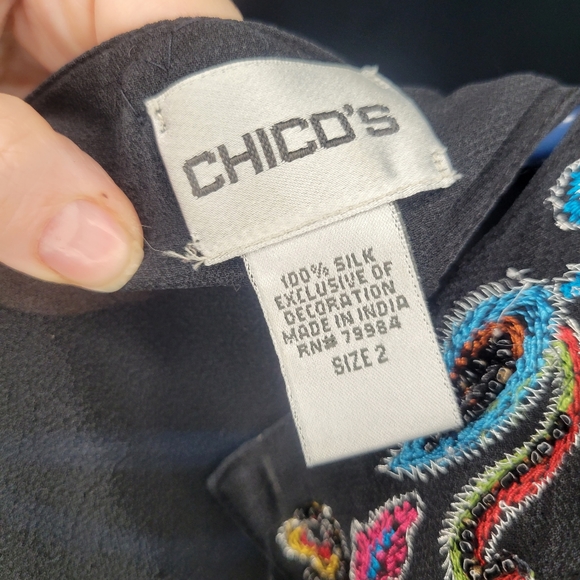 CHICO'S
100% SILK
EXCLUSIVE OF
DECORATION
MADE IN INDIA
RN# 79984
SIZE 2